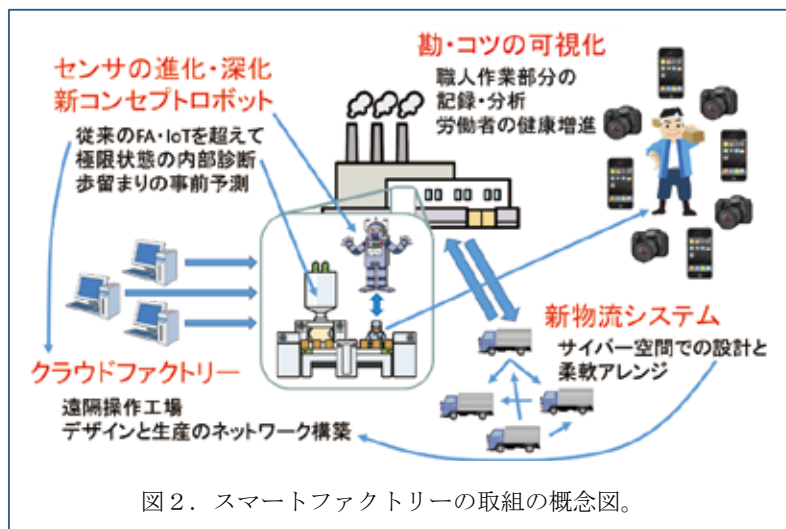 センサの進化・深化
新コンセプトロボット
従来のFA・IoTを超えて
極限状態の内部診断
歩留まりの事前予測
勘・コツの可視化
職人作業部分の
記録・分析
労働者の健康増進
新物流システム
サイバー空間での設計と
柔軟アレンジ
クラウドファクトリー
遠隔操作工場
デザインと生産のネットワーク構築
図２．スマートファクトリーの取組の概念図。